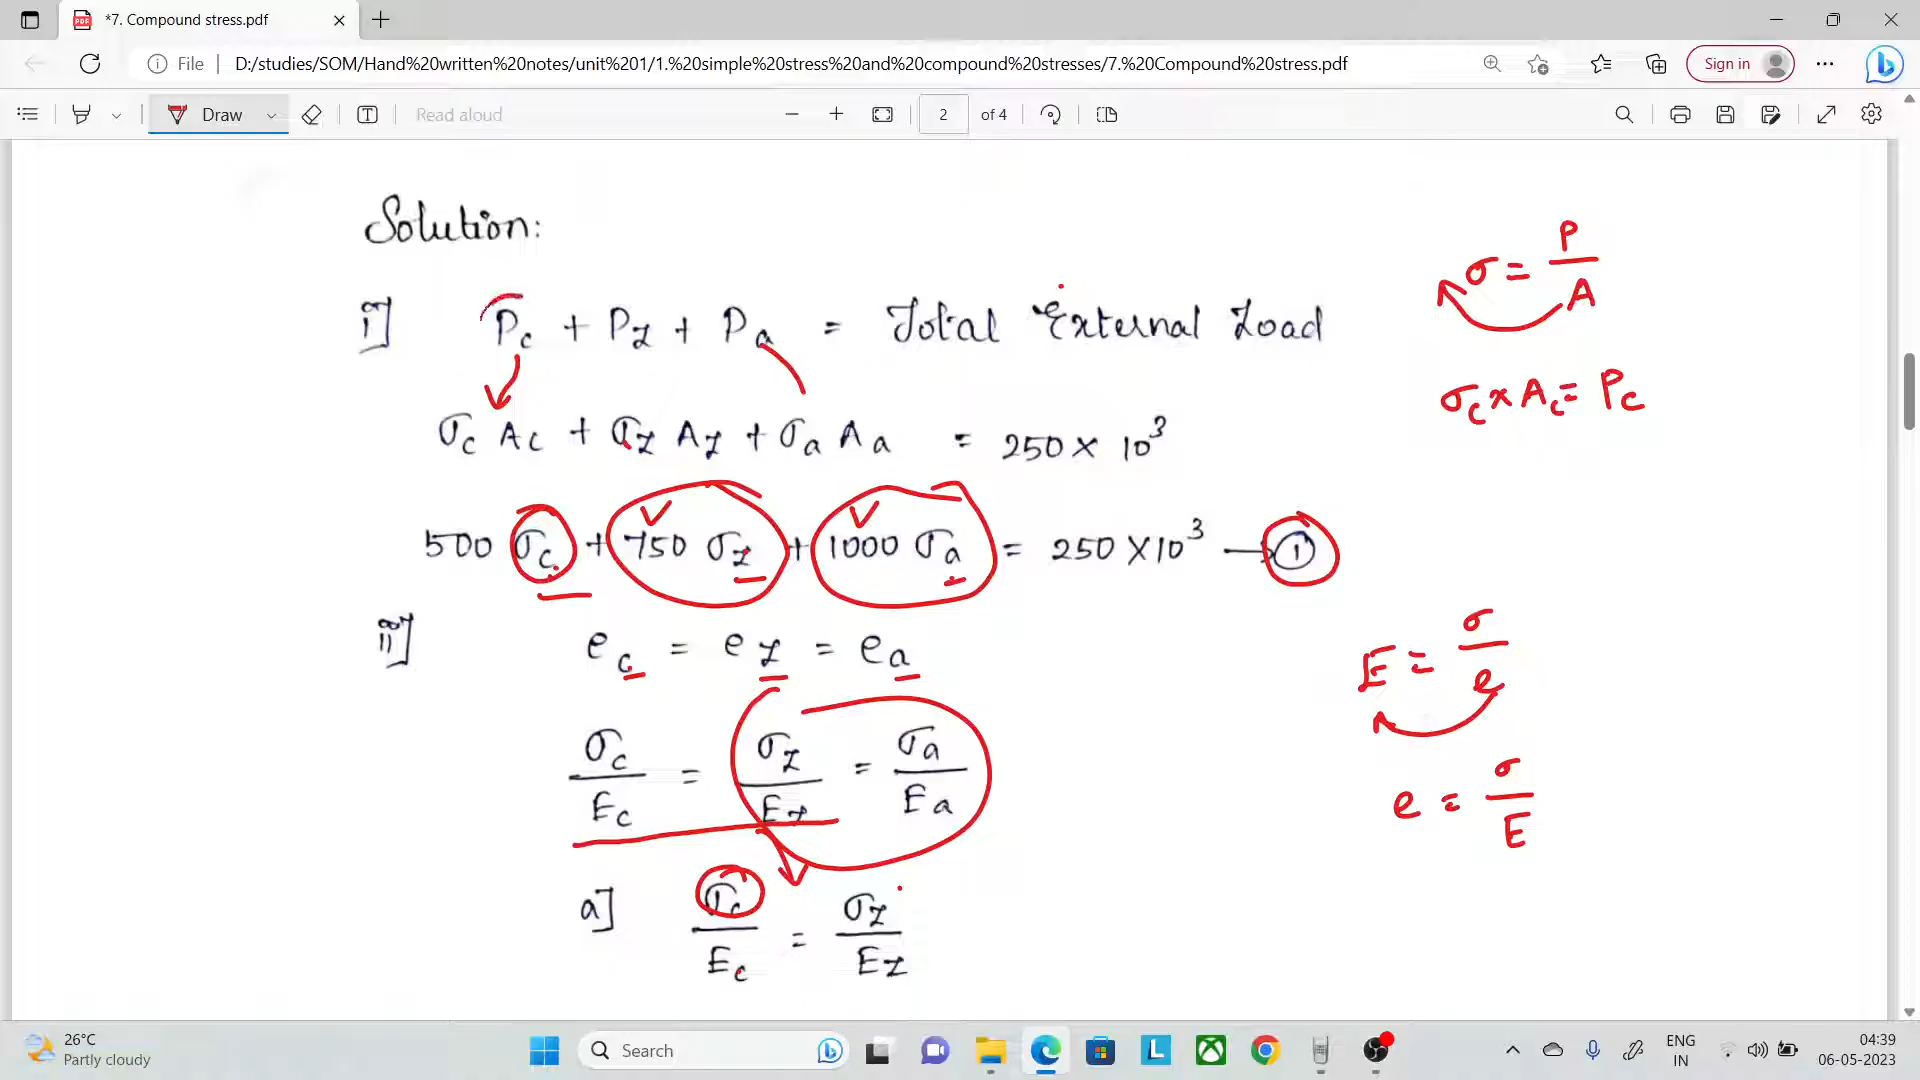 *7. Compound stress.pdf
File | D:/studies/SOM/Hand%20written%20notes/unit%201/1.%20simple%20stress%20and%20compound%20stresses/7.%20Compound%20stress.pdf
Sign in
Draw
Read aloud
2 of 4
Solution:
i] Pc + Pz + Pa = Total External Load
σc Ac + σz Az + σa Aa = 250 × 10³
500 σc + 750 σz + 1000 σa = 250 ×10³ → ①
ii] ec = ez = ea
σc/Ec = σz/Ez = σa/Ea
a] σc/Ec = σz/Ez
σ = P/A
σc × Ac = Pc
E = σ/e
e = σ/E
26°C
Partly cloudy
Search
ENG
IN
04:39
06-05-2023